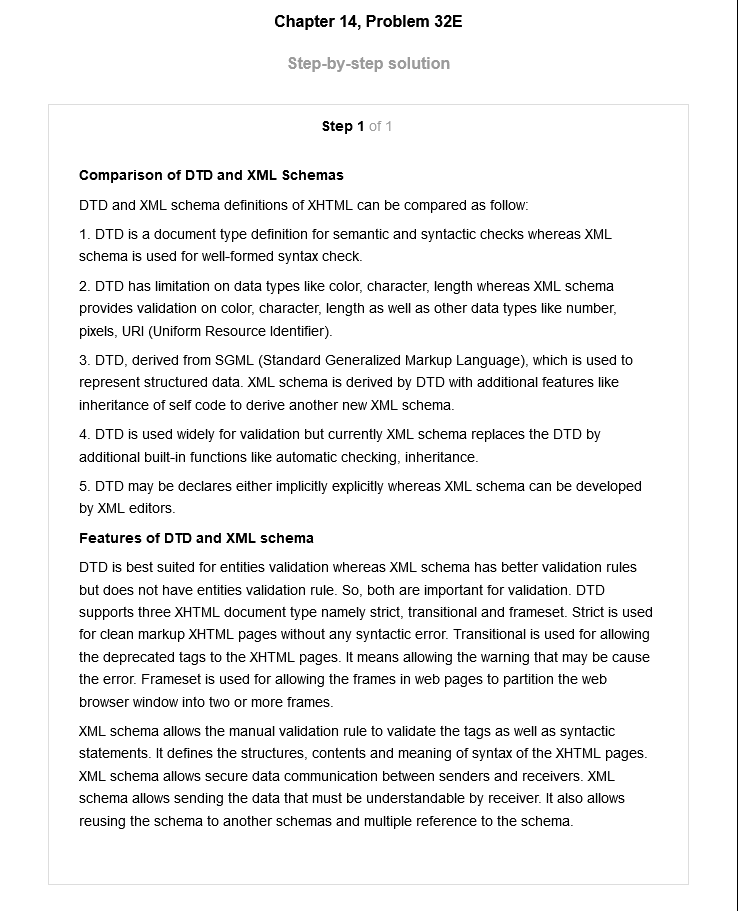 Chapter 14, Problem 32E
Step-by-step solution
Step 1 of 1
Comparison of DTD and XML Schemas
DTD and XML schema definitions of XHTML can be compared as follow:
1. DTD is a document type definition for semantic and syntactic checks whereas XML
schema is used for well-formed syntax check.
2. DTD has limitation on data types like color, character, length whereas XML schema
provides validation on color, character, length as well as other data types like number,
pixels, URI (Uniform Resource Identifier).
3. DTD, derived from SGML (Standard Generalized Markup Language), which is used to
represent structured data. XML schema is derived by DTD with additional features like
inheritance of self code to derive another new XML schema.
4. DTD is used widely for validation but currently XML schema replaces the DTD by
additional built-in functions like automatic checking, inheritance.
5. DTD may be declares either implicitly explicitly whereas XML schema can be developed
by XML editors.
Features of DTD and XML schema
DTD is best suited for entities validation whereas XML schema has better validation rules
but does not have entities validation rule. So, both are important for validation. DTD
supports three XHTML document type namely strict, transitional and frameset. Strict is used
for clean markup XHTML pages without any syntactic error. Transitional is used for allowing
the deprecated tags to the XHTML pages. It means allowing the warning that may be cause
the error. Frameset is used for allowing the frames in web pages to partition the web
browser window into two or more frames.
XML schema allows the manual validation rule to validate the tags as well as syntactic
statements. It defines the structures, contents and meaning of syntax of the XHTML pages.
XML schema allows secure data communication between senders and receivers. XML
schema allows sending the data that must be understandable by receiver. It also allows
reusing the schema to another schemas and multiple reference to the schema.